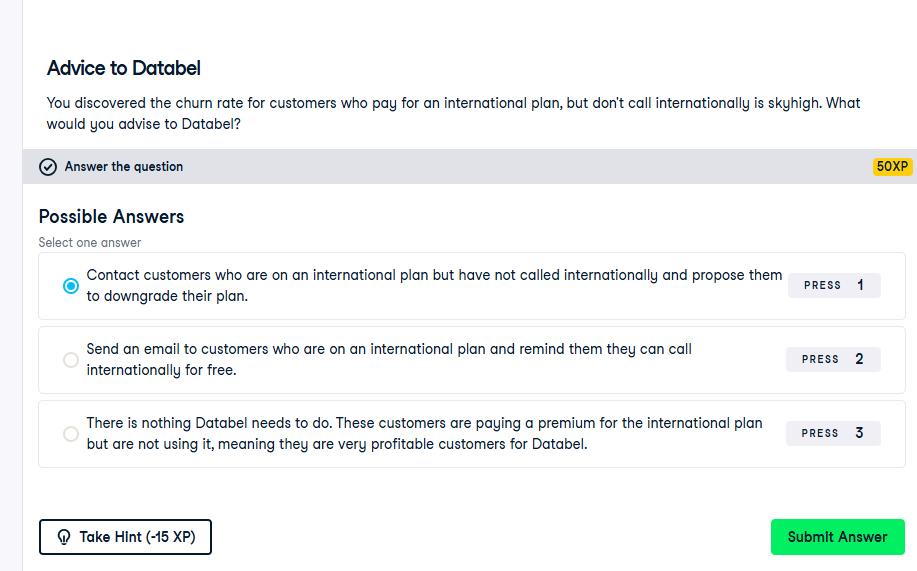 Advice to Databel
You discovered the churn rate for customers who pay for an international plan, but don't call internationally is skyhigh. What
would you advise to Databel?
Answer the question
50XP
Possible Answers
Select one answer
Contact customers who are on an international plan but have not called internationally and propose them
to downgrade their plan.
PRESS 1
Send an email to customers who are on an international plan and remind them they can call
internationally for free.
PRESS 2
There is nothing Databel needs to do. These customers are paying a premium for the international plan
but are not using it, meaning they are very profitable customers for Databel.
PRESS 3
Take Hint (-15 XP)
Submit Answer